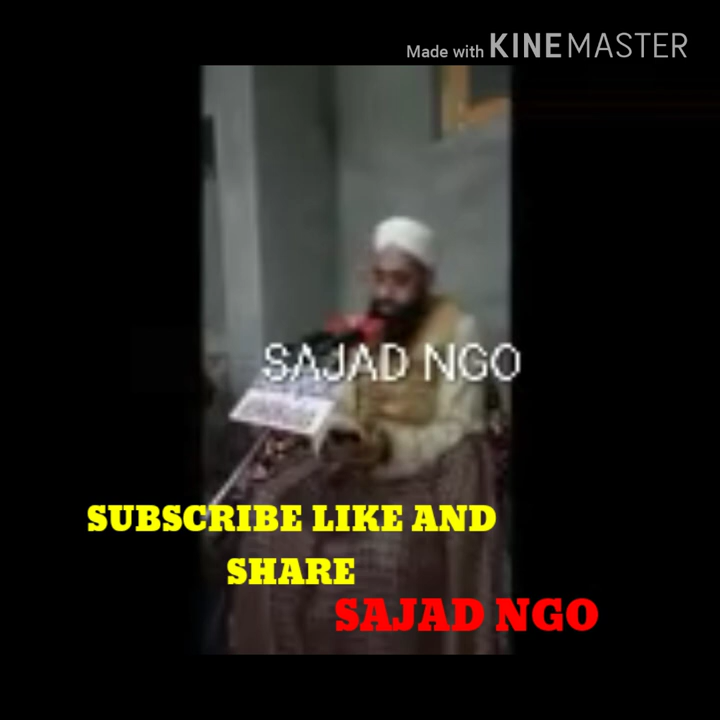 Made with KINEMASTER
SAJAD NGO
SUBSCRIBE LIKE AND
SHARE
SAJAD NGO